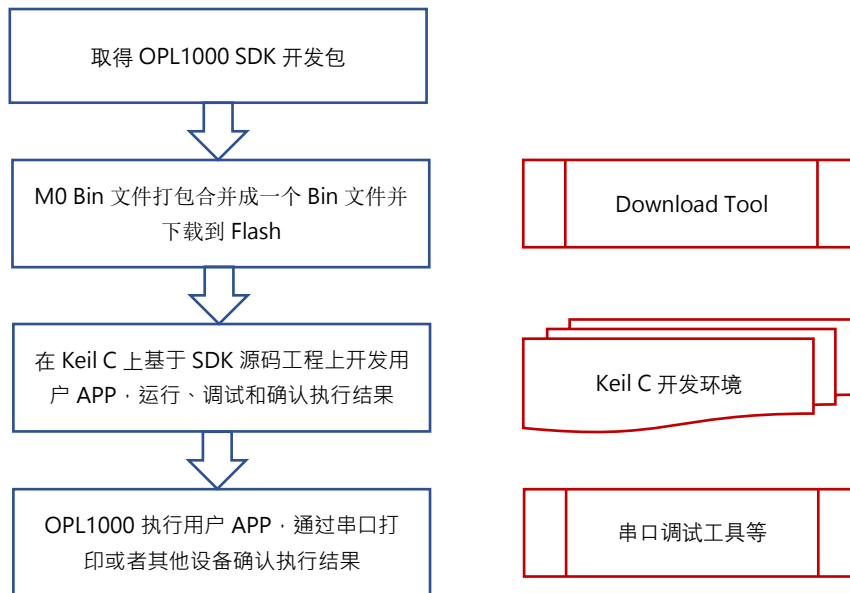 取得 OPL1000 SDK 开发包
M0 Bin 文件打包合并成一个 Bin 文件并
下载到 Flash
Download Tool
在 Keil C 上基于 SDK 源码工程上开发用
户 APP，运行、调试和确认执行结果
Keil C 开发环境
OPL1000 执行用户 APP，通过串口打
印或者其他设备确认执行结果
串口调试工具等